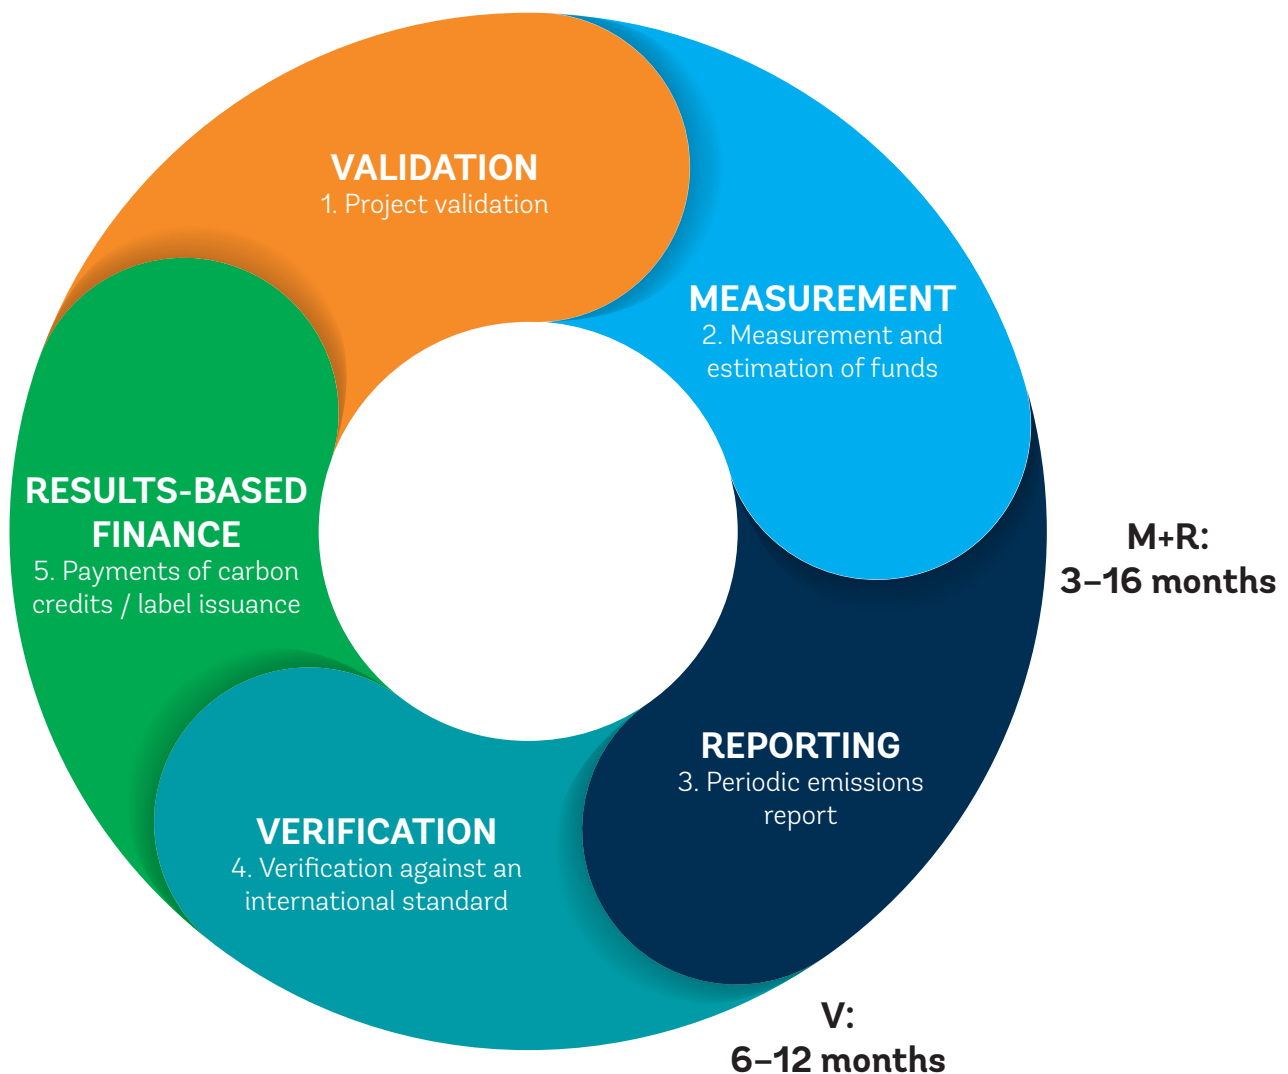 VALIDATION
1. Project validation
MEASUREMENT
2. Measurement and
estimation of funds
M+R:
3–16 months
REPORTING
3. Periodic emissions
report
V:
6–12 months
VERIFICATION
4. Verification against an
international standard
RESULTS-BASED
FINANCE
5. Payments of carbon
credits / label issuance